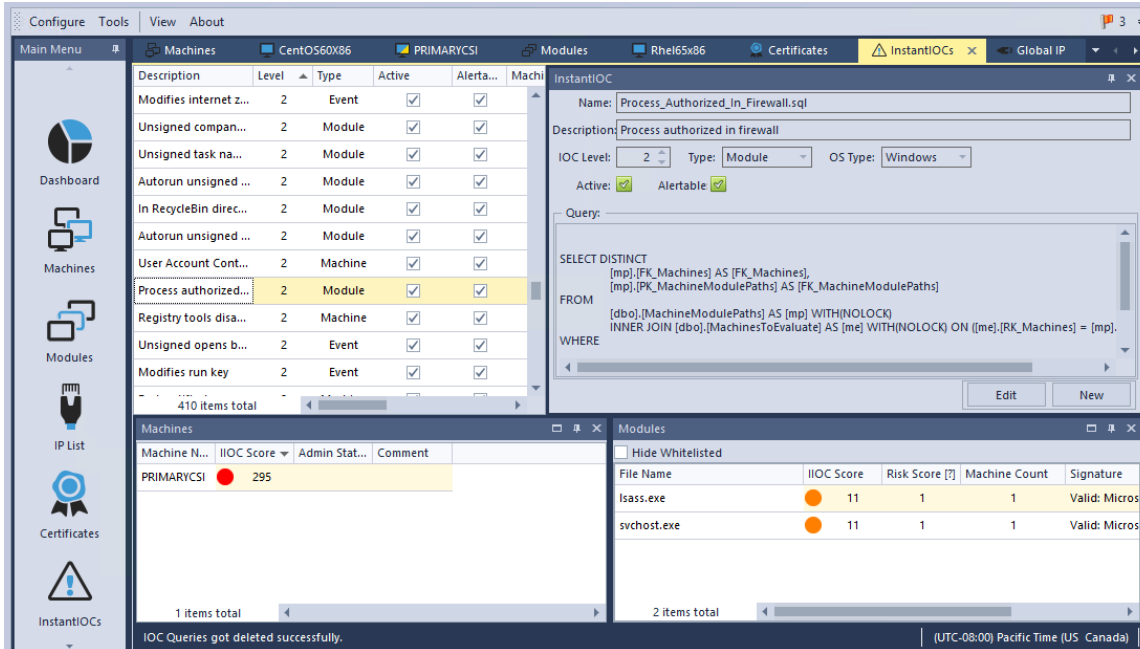 Configure Tools View About 3
Main Menu
Machines CentOS60X86 PRIMARYCSI Modules Rhel65x86 Certificates InstantIOCs Global IP
Dashboard
Machines
Modules
IP List
Certificates
InstantIOCs
Description Level Type Active Alerta... Machi
Modifies internet z... 2 Event
Unsigned compan... 2 Module
Unsigned task na... 2 Module
Autorun unsigned ... 2 Module
In RecycleBin direc... 2 Module
Autorun unsigned ... 2 Module
User Account Cont... 2 Machine
Process authorized... 2 Module
Registry tools disa... 2 Machine
Unsigned opens b... 2 Event
Modifies run key 2 Event
410 items total
InstantIOC
Name: Process_Authorized_In_Firewall.sql
Description: Process authorized in firewall
IOC Level: 2 Type: Module OS Type: Windows
Active: Alertable
Query:
SELECT DISTINCT
[mp].[FK_Machines] AS [FK_Machines],
[mp].[PK_MachineModulePaths] AS [FK_MachineModulePaths]
FROM
[dbo].[MachineModulePaths] AS [mp] WITH(NOLOCK)
INNER JOIN [dbo].[MachinesToEvaluate] AS [me] WITH(NOLOCK) ON ([me].[RK_Machines] = [mp].
WHERE
Edit New
Machines
Machine N... IIOC Score Admin Stat... Comment
PRIMARYCSI 295
1 items total
Modules
Hide Whitelisted
File Name IIOC Score Risk Score [?] Machine Count Signature
lsass.exe 11 1 1 Valid: Micros
svchost.exe 11 1 1 Valid: Micros
2 items total
IOC Queries got deleted successfully. (UTC-08:00) Pacific Time (US Canada)